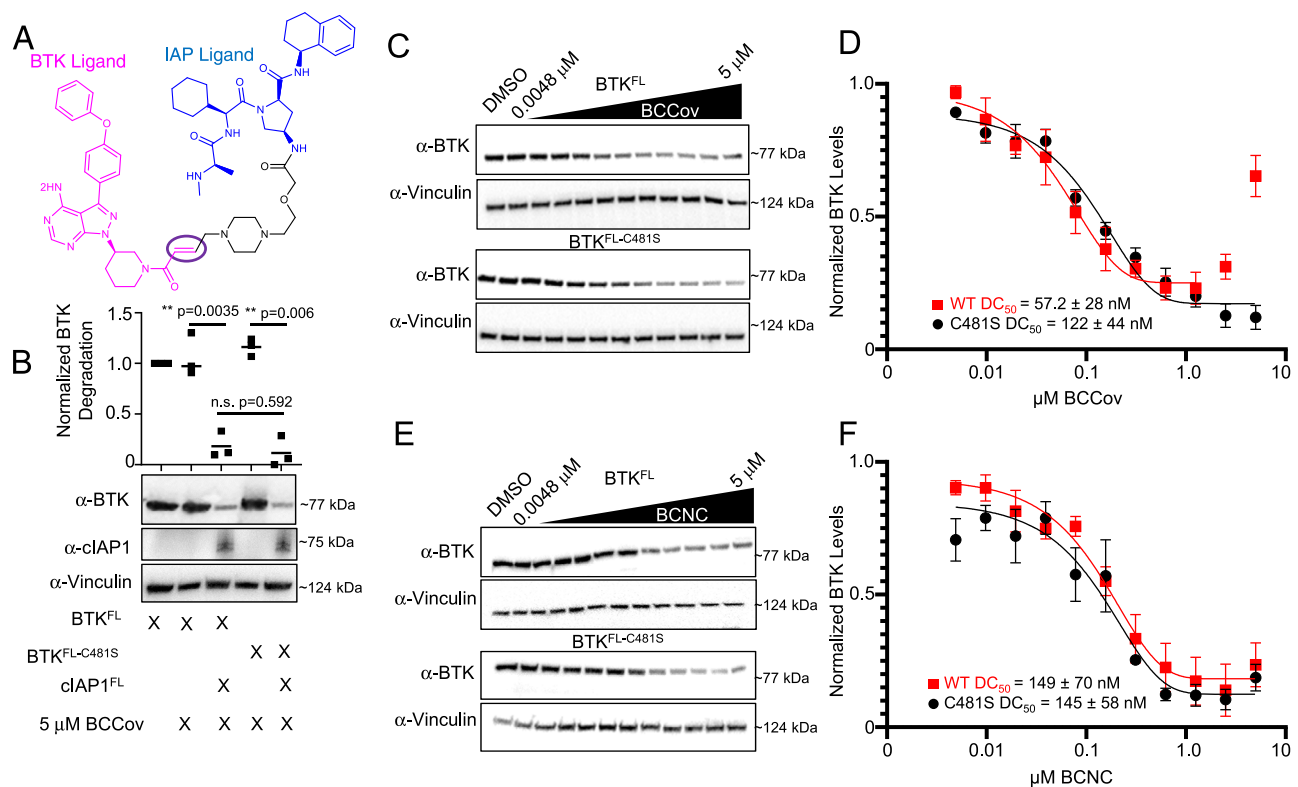 A
BTK Ligand
IAP Ligand
O
NH
O
O
N
NH
O
NH
HN
O
O
N
N
O
2HN
N
N
N
N
N
O
** p=0.0035
** p=0.006
n.s. p=0.592
B
Normalized BTK
Degradation
1.5
1.0
0.5
0
α-BTK
~77 kDa
α-cIAP1
~75 kDa
α-Vinculin
~124 kDa
BTKFL
X X X
BTKFL-C481S
X X
cIAP1FL
X X
5 μM BCCov
X X X X
C
DMSO
0.0048 μM
BTKFL
5 μM
BCCov
α-BTK
~77 kDa
α-Vinculin
~124 kDa
BTKFL-C481S
α-BTK
~77 kDa
α-Vinculin
~124 kDa
D
Normalized BTK Levels
1.0
0.5
0
WT DC50 = 57.2 ± 28 nM
C481S DC50 = 122 ± 44 nM
0 0.01 0.1 1.0 10
μM BCCov
E
DMSO
0.0048 μM
BTKFL
5 μM
BCNC
α-BTK
~77 kDa
α-Vinculin
~124 kDa
BTKFL-C481S
α-BTK
~77 kDa
α-Vinculin
~124 kDa
F
Normalized BTK Levels
1.0
0.5
0
WT DC50 = 149 ± 70 nM
C481S DC50 = 145 ± 58 nM
0 0.01 0.1 1.0 10
μM BCNC